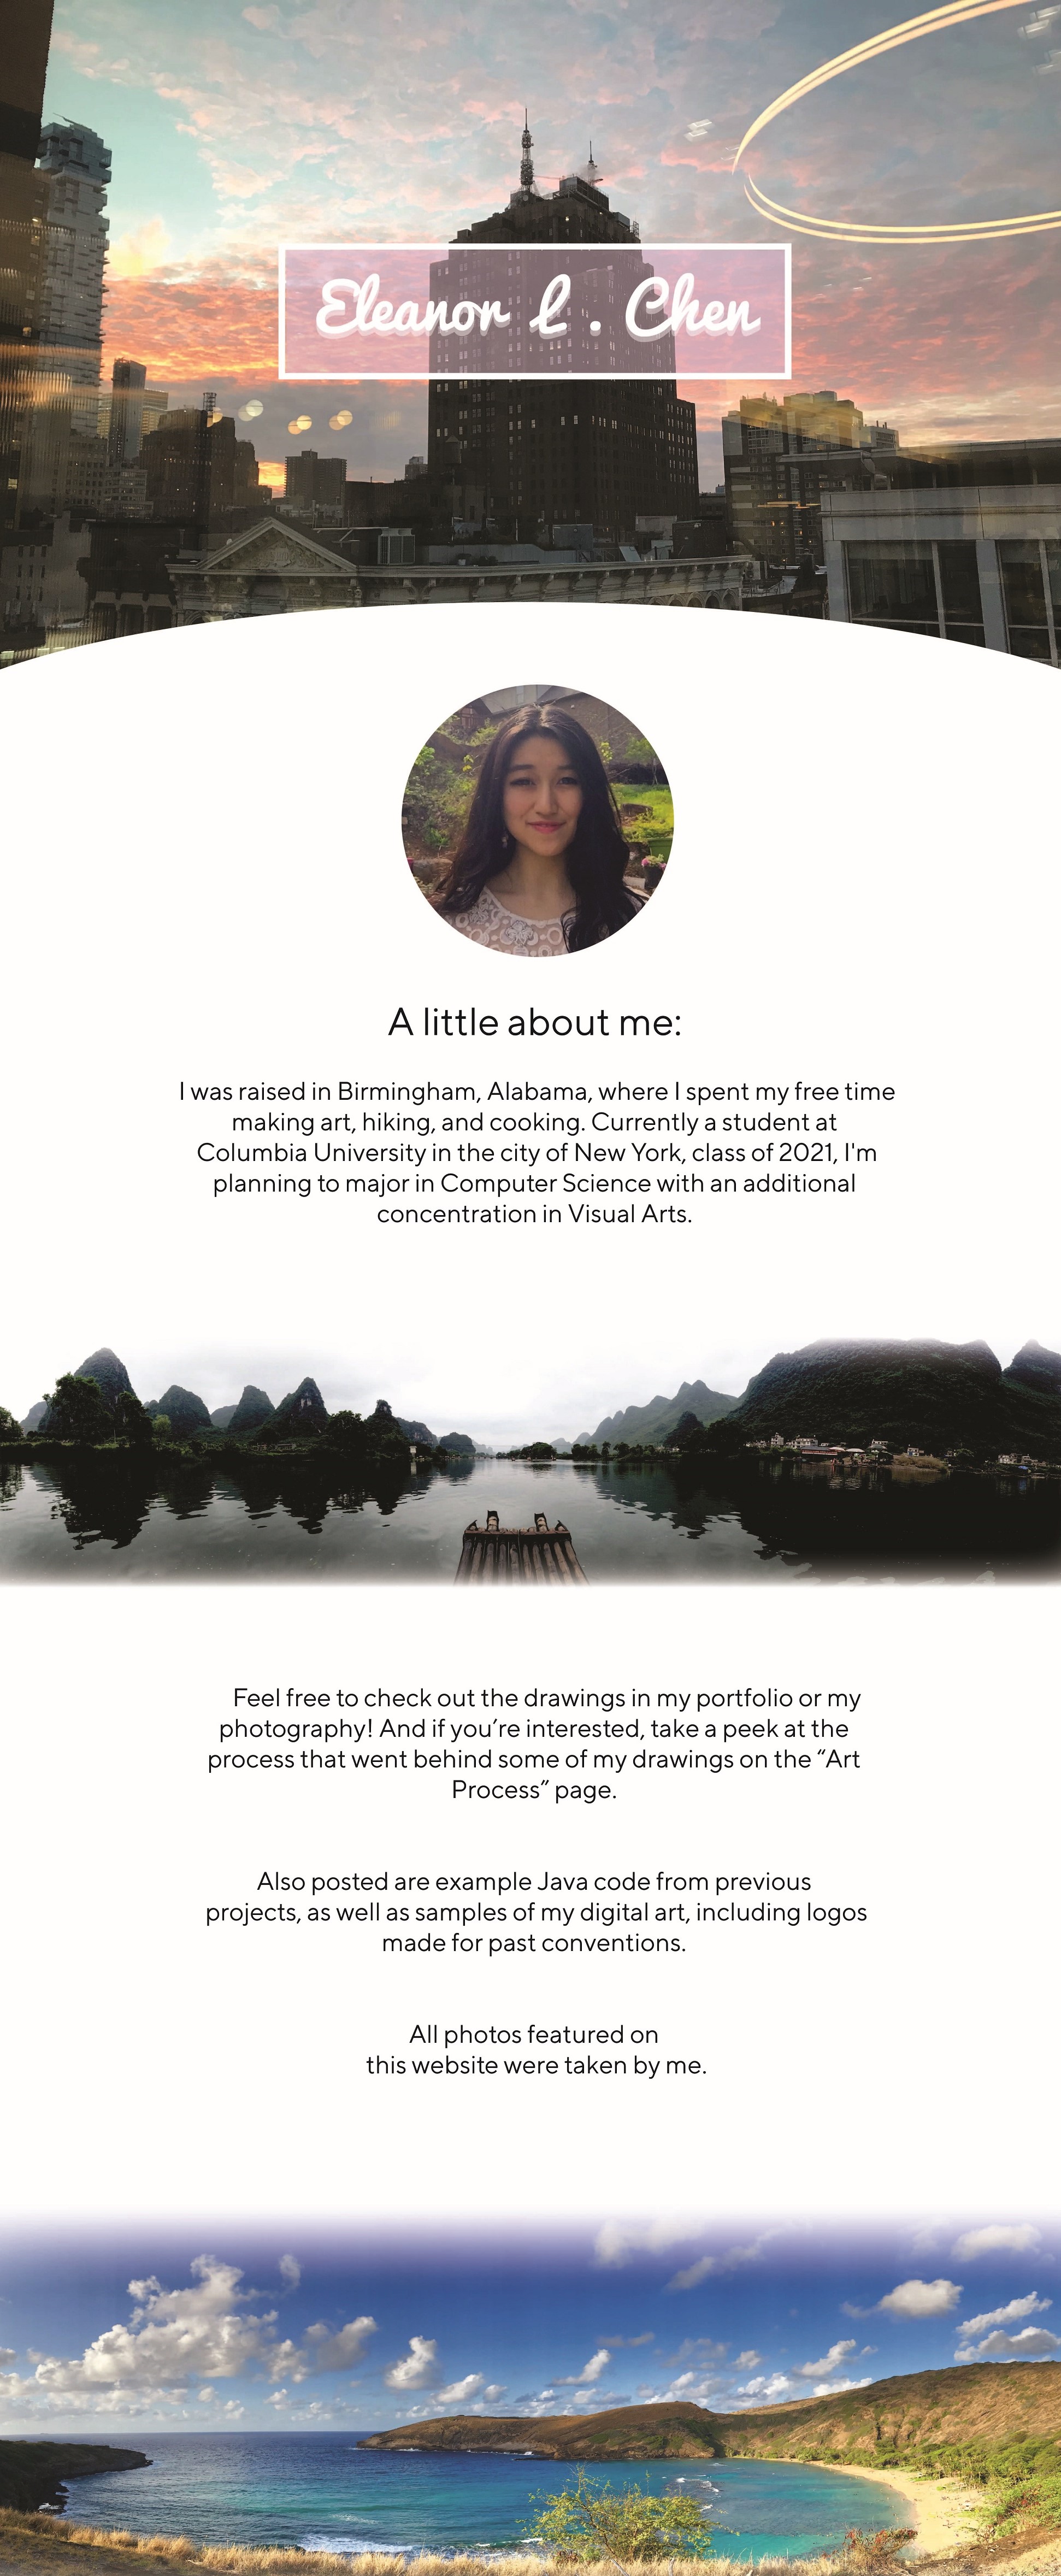 Eleanor L. Chen
A little about me:
I was raised in Birmingham, Alabama, where I spent my free time
making art, hiking, and cooking. Currently a student at
Columbia University in the city of New York, class of 2021, I'm
planning to major in Computer Science with an additional
concentration in Visual Arts.
Feel free to check out the drawings in my portfolio or my
photography! And if you’re interested, take a peek at the
process that went behind some of my drawings on the “Art
Process” page.
Also posted are example Java code from previous
projects, as well as samples of my digital art, including logos
made for past conventions.
All photos featured on
this website were taken by me.